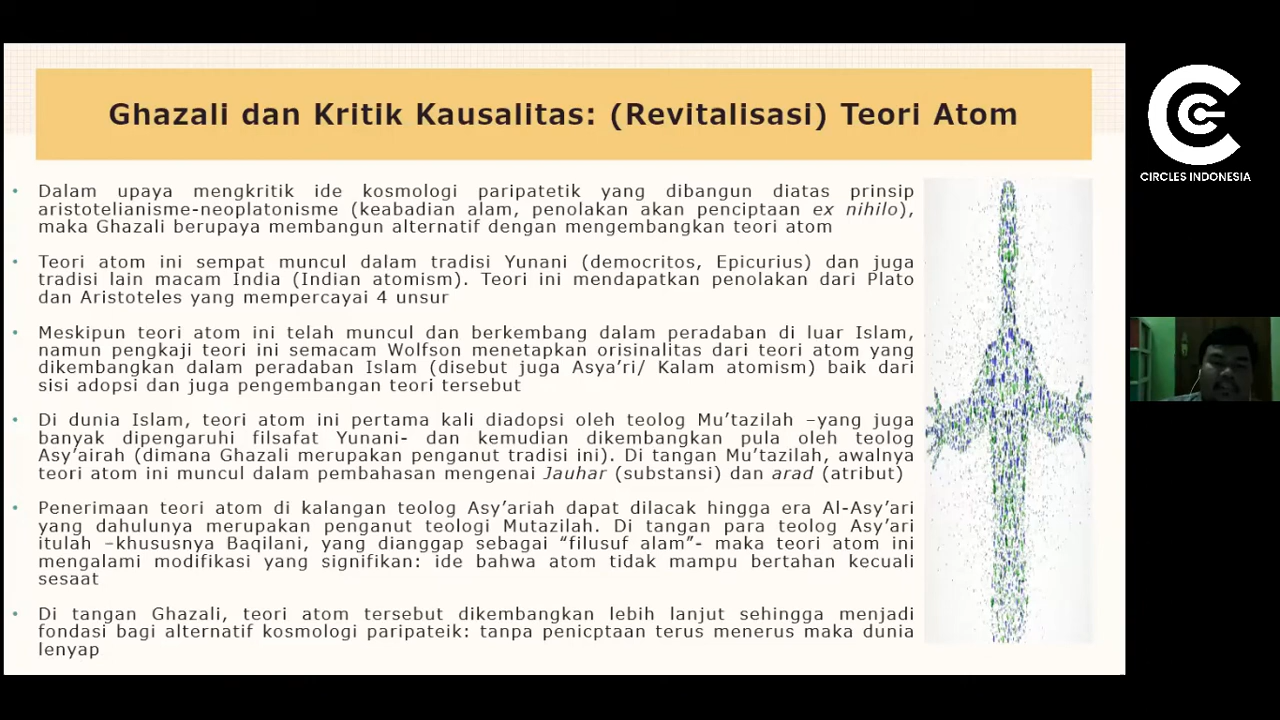 Ghazali dan Kritik Kausalitas: (Revitalisasi) Teori Atom
• Dalam upaya mengkritik ide kosmologi paripatetik yang dibangun diatas prinsip
aristotelianisme-neoplatonisme (keabadian alam, penolakan akan penciptaan ex nihilo),
maka Ghazali berupaya membangun alternatif dengan mengembangkan teori atom
• Teori atom ini sempat muncul dalam tradisi Yunani (democritos, Epicurius) dan juga
tradisi lain macam India (Indian atomism). Teori ini mendapatkan penolakan dari Plato
dan Aristoteles yang mempercayai 4 unsur
• Meskipun teori atom ini telah muncul dan berkembang dalam peradaban di luar Islam,
namun pengkaji teori ini semacam Wolfson menetapkan orisinalitas dari teori atom yang
dikembangkan dalam peradaban Islam (disebut juga Asya’ri/ Kalam atomism) baik dari
sisi adopsi dan juga pengembangan teori tersebut
• Di dunia Islam, teori atom ini pertama kali diadopsi oleh teolog Mu’tazilah –yang juga
banyak dipengaruhi filsafat Yunani- dan kemudian dikembangkan pula oleh teolog
Asy’airah (dimana Ghazali merupakan penganut tradisi ini). Di tangan Mu’tazilah, awalnya
teori atom ini muncul dalam pembahasan mengenai Jauhar (substansi) dan arad (atribut)
• Penerimaan teori atom di kalangan teolog Asy’ariah dapat dilacak hingga era Al-Asy’ari
yang dahulunya merupakan penganut teologi Mutazilah. Di tangan para teolog Asy’ari
itulah –khususnya Baqilani, yang dianggap sebagai “filusuf alam”- maka teori atom ini
mengalami modifikasi yang signifikan: ide bahwa atom tidak mampu bertahan kecuali
sesaat
• Di tangan Ghazali, teori atom tersebut dikembangkan lebih lanjut sehingga menjadi
fondasi bagi alternatif kosmologi paripateik: tanpa penicptaan terus menerus maka dunia
lenyap
CIRCLES INDONESIA